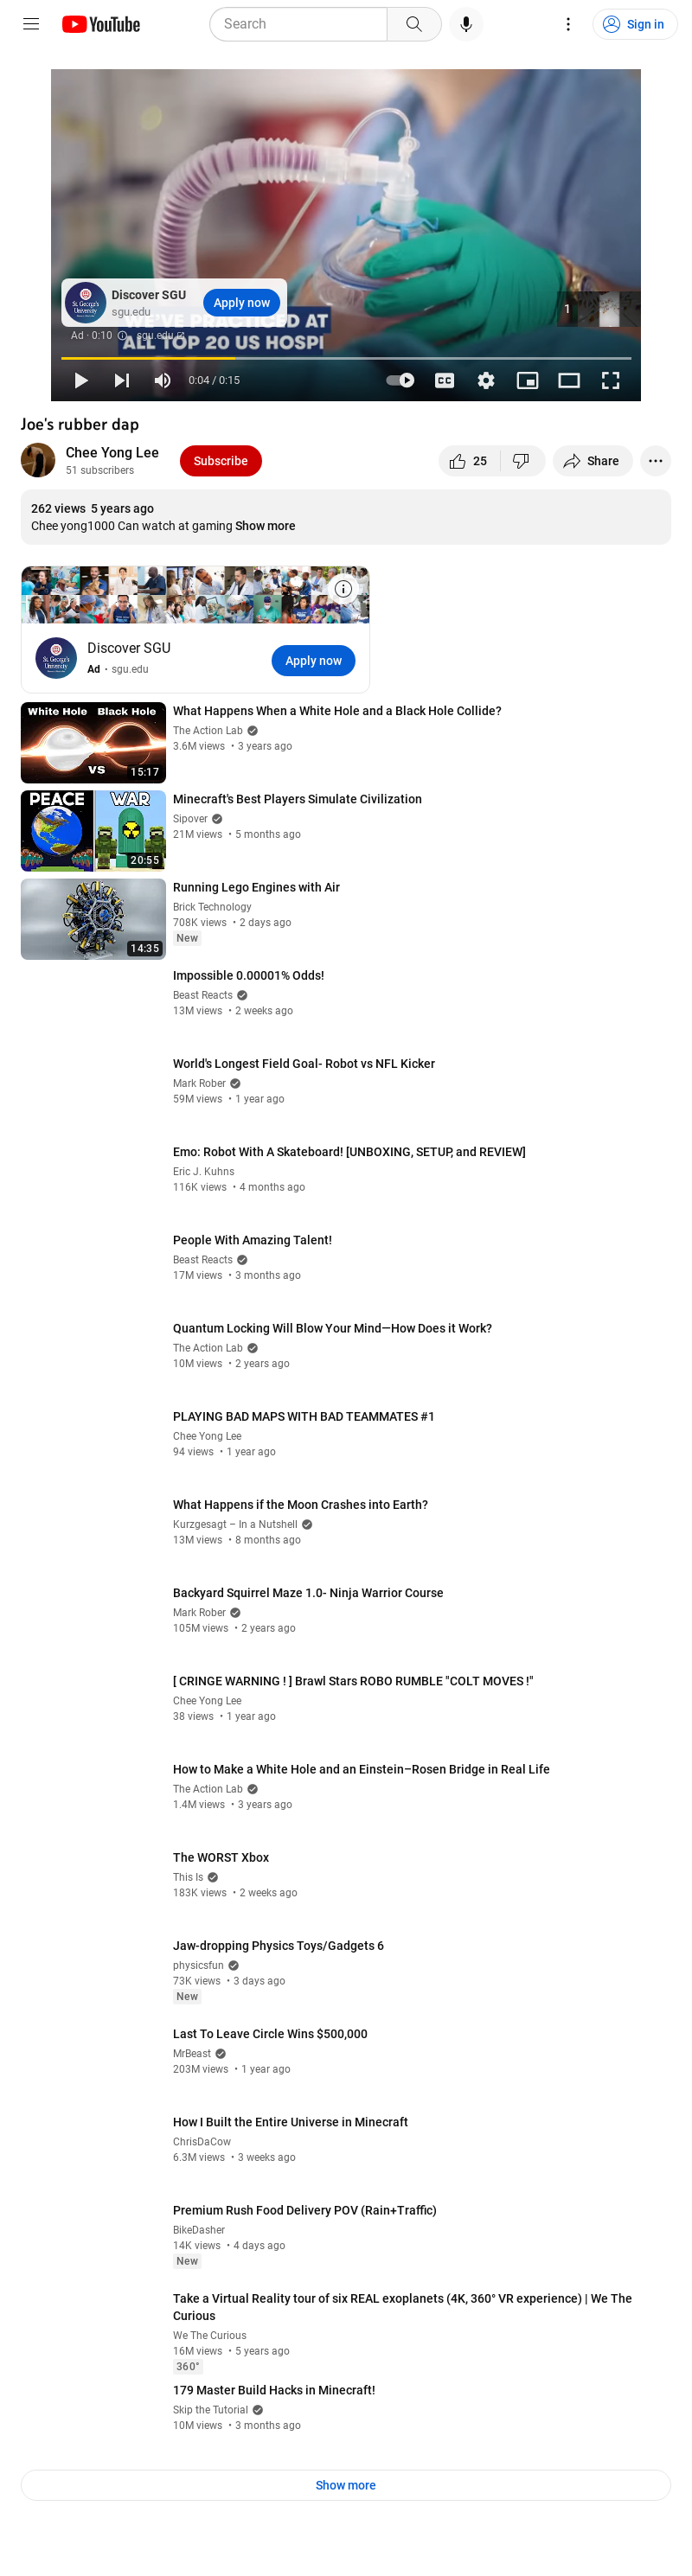 YouTube
Search
Sign in
St. George's
University
Discover SGU
sgu.edu
Apply now
1
WE'VE PRACTICED AT
ALL TOP 20 US HOSPI
Ad · 0:10
sgu.edu
0:04 / 0:15
CC
Joe's rubber dap
Chee Yong Lee
51 subscribers
Subscribe
25
Share
262 views 5 years ago
Chee yong1000 Can watch at gaming Show more
St. George's
University
Discover SGU
Ad • sgu.edu
Apply now
White Hole Black Hole
VS
15:17
What Happens When a White Hole and a Black Hole Collide?
The Action Lab
3.6M views • 3 years ago
PEACE WAR
20:55
Minecraft's Best Players Simulate Civilization
Sipover
21M views • 5 months ago
14:35
Running Lego Engines with Air
Brick Technology
708K views • 2 days ago
New
Impossible 0.00001% Odds!
Beast Reacts
13M views • 2 weeks ago
World's Longest Field Goal- Robot vs NFL Kicker
Mark Rober
59M views • 1 year ago
Emo: Robot With A Skateboard! [UNBOXING, SETUP, and REVIEW]
Eric J. Kuhns
116K views • 4 months ago
People With Amazing Talent!
Beast Reacts
17M views • 3 months ago
Quantum Locking Will Blow Your Mind—How Does it Work?
The Action Lab
10M views • 2 years ago
PLAYING BAD MAPS WITH BAD TEAMMATES #1
Chee Yong Lee
94 views • 1 year ago
What Happens if the Moon Crashes into Earth?
Kurzgesagt – In a Nutshell
13M views • 8 months ago
Backyard Squirrel Maze 1.0- Ninja Warrior Course
Mark Rober
105M views • 2 years ago
[ CRINGE WARNING ! ] Brawl Stars ROBO RUMBLE "COLT MOVES !"
Chee Yong Lee
38 views • 1 year ago
How to Make a White Hole and an Einstein–Rosen Bridge in Real Life
The Action Lab
1.4M views • 3 years ago
The WORST Xbox
This Is
183K views • 2 weeks ago
Jaw-dropping Physics Toys/Gadgets 6
physicsfun
73K views • 3 days ago
New
Last To Leave Circle Wins $500,000
MrBeast
203M views • 1 year ago
How I Built the Entire Universe in Minecraft
ChrisDaCow
6.3M views • 3 weeks ago
Premium Rush Food Delivery POV (Rain+Traffic)
BikeDasher
14K views • 4 days ago
New
Take a Virtual Reality tour of six REAL exoplanets (4K, 360° VR experience) | We The
Curious
We The Curious
16M views • 5 years ago
360°
179 Master Build Hacks in Minecraft!
Skip the Tutorial
10M views • 3 months ago
Show more